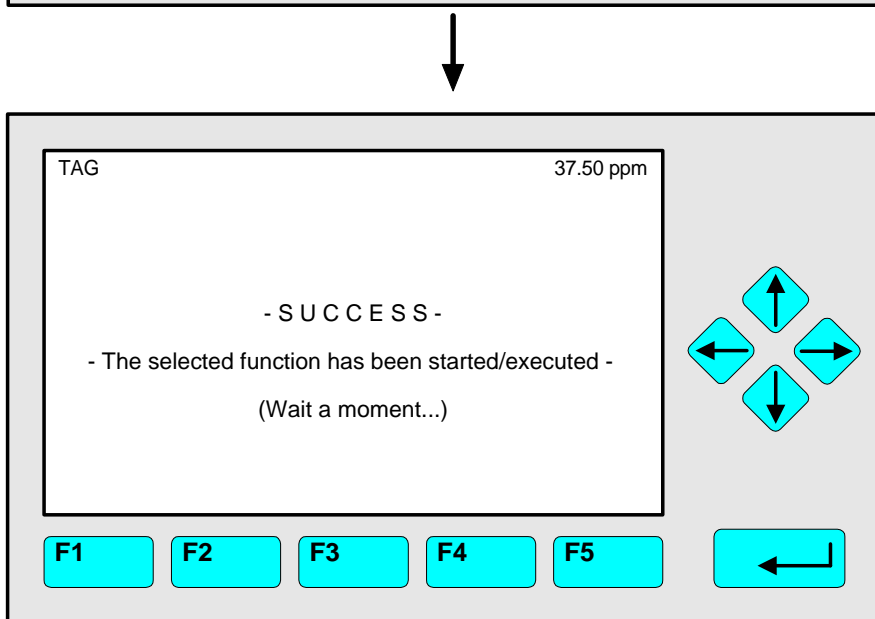 TAG 37.50 ppm
- S U C C E S S -
- The selected function has been started/executed -
(Wait a moment...)
F1 F2 F3 F4 F5